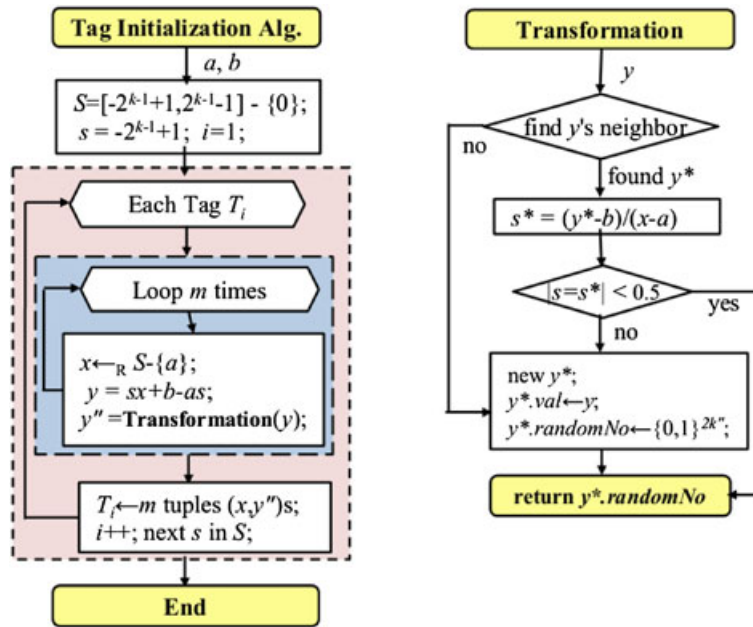 Tag Initialization Alg.
a, b
S=[-2^{k-1}+1,2^{k-1}-1] - {0};
s = -2^{k-1}+1; i=1;
Each Tag T_i
Loop m times
x←_R S-{a};
y = sx+b-as;
y″ =Transformation(y);
T_i←m tuples (x,y″)s;
i++; next s in S;
End
Transformation
y
find y's neighbor
no
found y*
s* = (y*-b)/(x-a)
|s=s*| < 0.5
yes
no
new y*;
y*.val←y;
y*.randomNo←{0,1}^{2k″};
return y*.randomNo